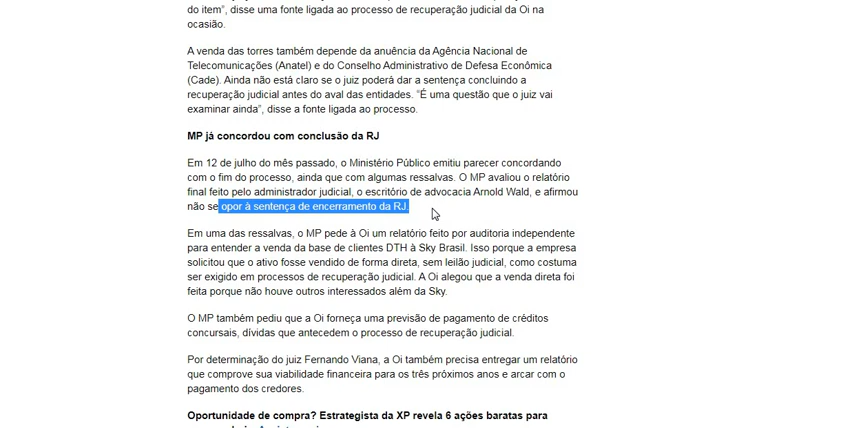 do item", disse uma fonte ligada ao processo de recuperação judicial da Oi na
ocasião.
A venda das torres também depende da anuência da Agência Nacional de
Telecomunicações (Anatel) e do Conselho Administrativo de Defesa Econômica
(Cade). Ainda não está claro se o juiz poderá dar a sentença concluindo a
recuperação judicial antes do aval das entidades. "É uma questão que o juiz vai
examinar ainda", disse a fonte ligada ao processo.
MP já concordou com conclusão da RJ
Em 12 de julho do mês passado, o Ministério Público emitiu parecer concordando
com o fim do processo, ainda que com algumas ressalvas. O MP avaliou o relatório
final feito pelo administrador judicial, o escritório de advocacia Arnold Wald, e afirmou
não se opor à sentença de encerramento da RJ.
Em uma das ressalvas, o MP pede à Oi um relatório feito por auditoria independente
para entender a venda da base de clientes DTH à Sky Brasil. Isso porque a empresa
solicitou que o ativo fosse vendido de forma direta, sem leilão judicial, como costuma
ser exigido em processos de recuperação judicial. A Oi alegou que a venda direta foi
feita porque não houve outros interessados além da Sky.
O MP também pediu que a Oi forneça uma previsão de pagamento de créditos
concursais, dívidas que antecedem o processo de recuperação judicial.
Por determinação do juiz Fernando Viana, a Oi também precisa entregar um relatório
que comprove sua viabilidade financeira para os três próximos anos e arcar com o
pagamento dos credores.
Oportunidade de compra? Estrategista da XP revela 6 ações baratas para